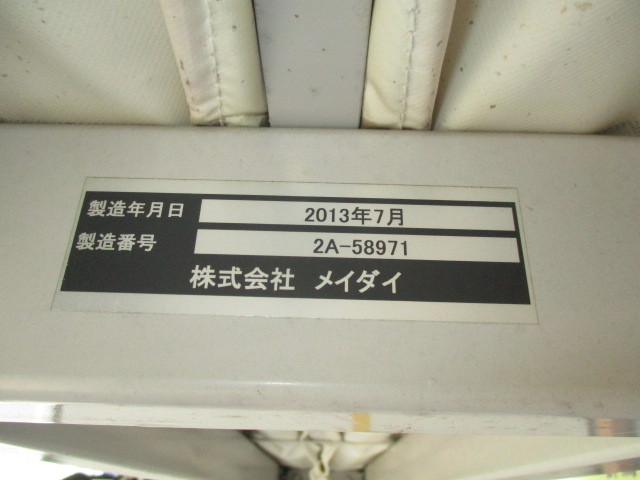 製造年月日 2013年7月
製造番号 2A-58971
株式会社 メイダイ